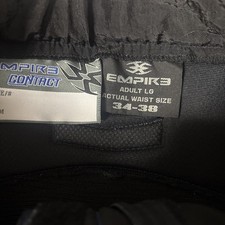 EMPIRE
CONTACT
EMPIRE
ADULT LG
ACTUAL WAIST SIZE
34-38